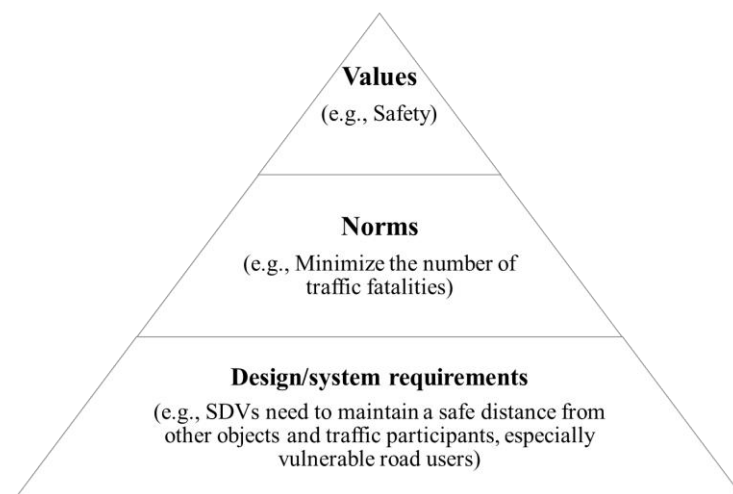 Values
(e.g., Safety)
Norms
(e.g., Minimize the number of
traffic fatalities)
Design/system requirements
(e.g., SDVs need to maintain a safe distance from
other objects and traffic participants, especially
vulnerable road users)